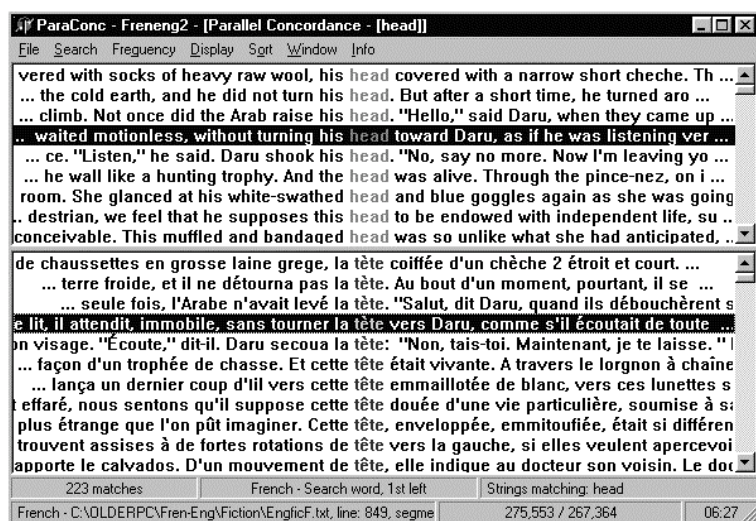 ParaConc - Freneng2 - [Parallel Concordance - [head]]
File Search Frequency Display Sort Window Info
vered with socks of heavy raw wool, his head covered with a narrow short cheche. Th ...
... the cold earth, and he did not turn his head. But after a short time, he turned aro ...
... climb. Not once did the Arab raise his head. "Hello," said Daru, when they came up ...
.. waited motionless, without turning his head toward Daru, as if he was listening ver ...
... ce. "Listen," he said. Daru shook his head. "No, say no more. Now I'm leaving yo ...
... he wall like a hunting trophy. And the head was alive. Through the pince-nez, on i ...
room. She glanced at his white-swathed head and blue goggles again as she was going
.. destrian, we feel that he supposes this head to be endowed with independent life, su ...
conceivable. This muffled and bandaged head was so unlike what she had anticipated, ..
de chaussettes en grosse laine grege, la tète coiffée d'un chèche 2 étroit et court. ...
... terre froide, et il ne détourna pas la tète. Au bout d'un moment, pourtant, il se ...
... seule fois, l'Arabe n'avait levé la tète. "Salut, dit Daru, quand ils débouchèrent s
e lit, il attendit, immobile, sans tourner la tète vers Daru, comme s'il écoutait de toute ...
on visage. "Écoute," dit-il. Daru secoua la tète: "Non, tais-toi. Maintenant, je te laisse. "
... façon d'un trophée de chasse. Et cette tête était vivante. A travers le lorgnon à chaîne
... lança un dernier coup d'lil vers cette tête emmaillotée de blanc, vers ces lunettes s
t effaré, nous sentons qu'il suppose cette tête douée d'une vie particulière, soumise à sa
plus étrange que l'on pût imaginer. Cette tête, enveloppée, emmitoufiée, était si différen
trouvent assises à de fortes rotations de tête vers la gauche, si elles veulent apercevoi
apporte le calvados. D'un mouvement de tête, elle indique au docteur son voisin. Le doc
223 matches French - Search word, 1st left Strings matching: head
French - C:\OLDERPC\Fren-Eng\Fiction\EngficF.txt, line: 849, segme 275,553 / 267,364 06:27